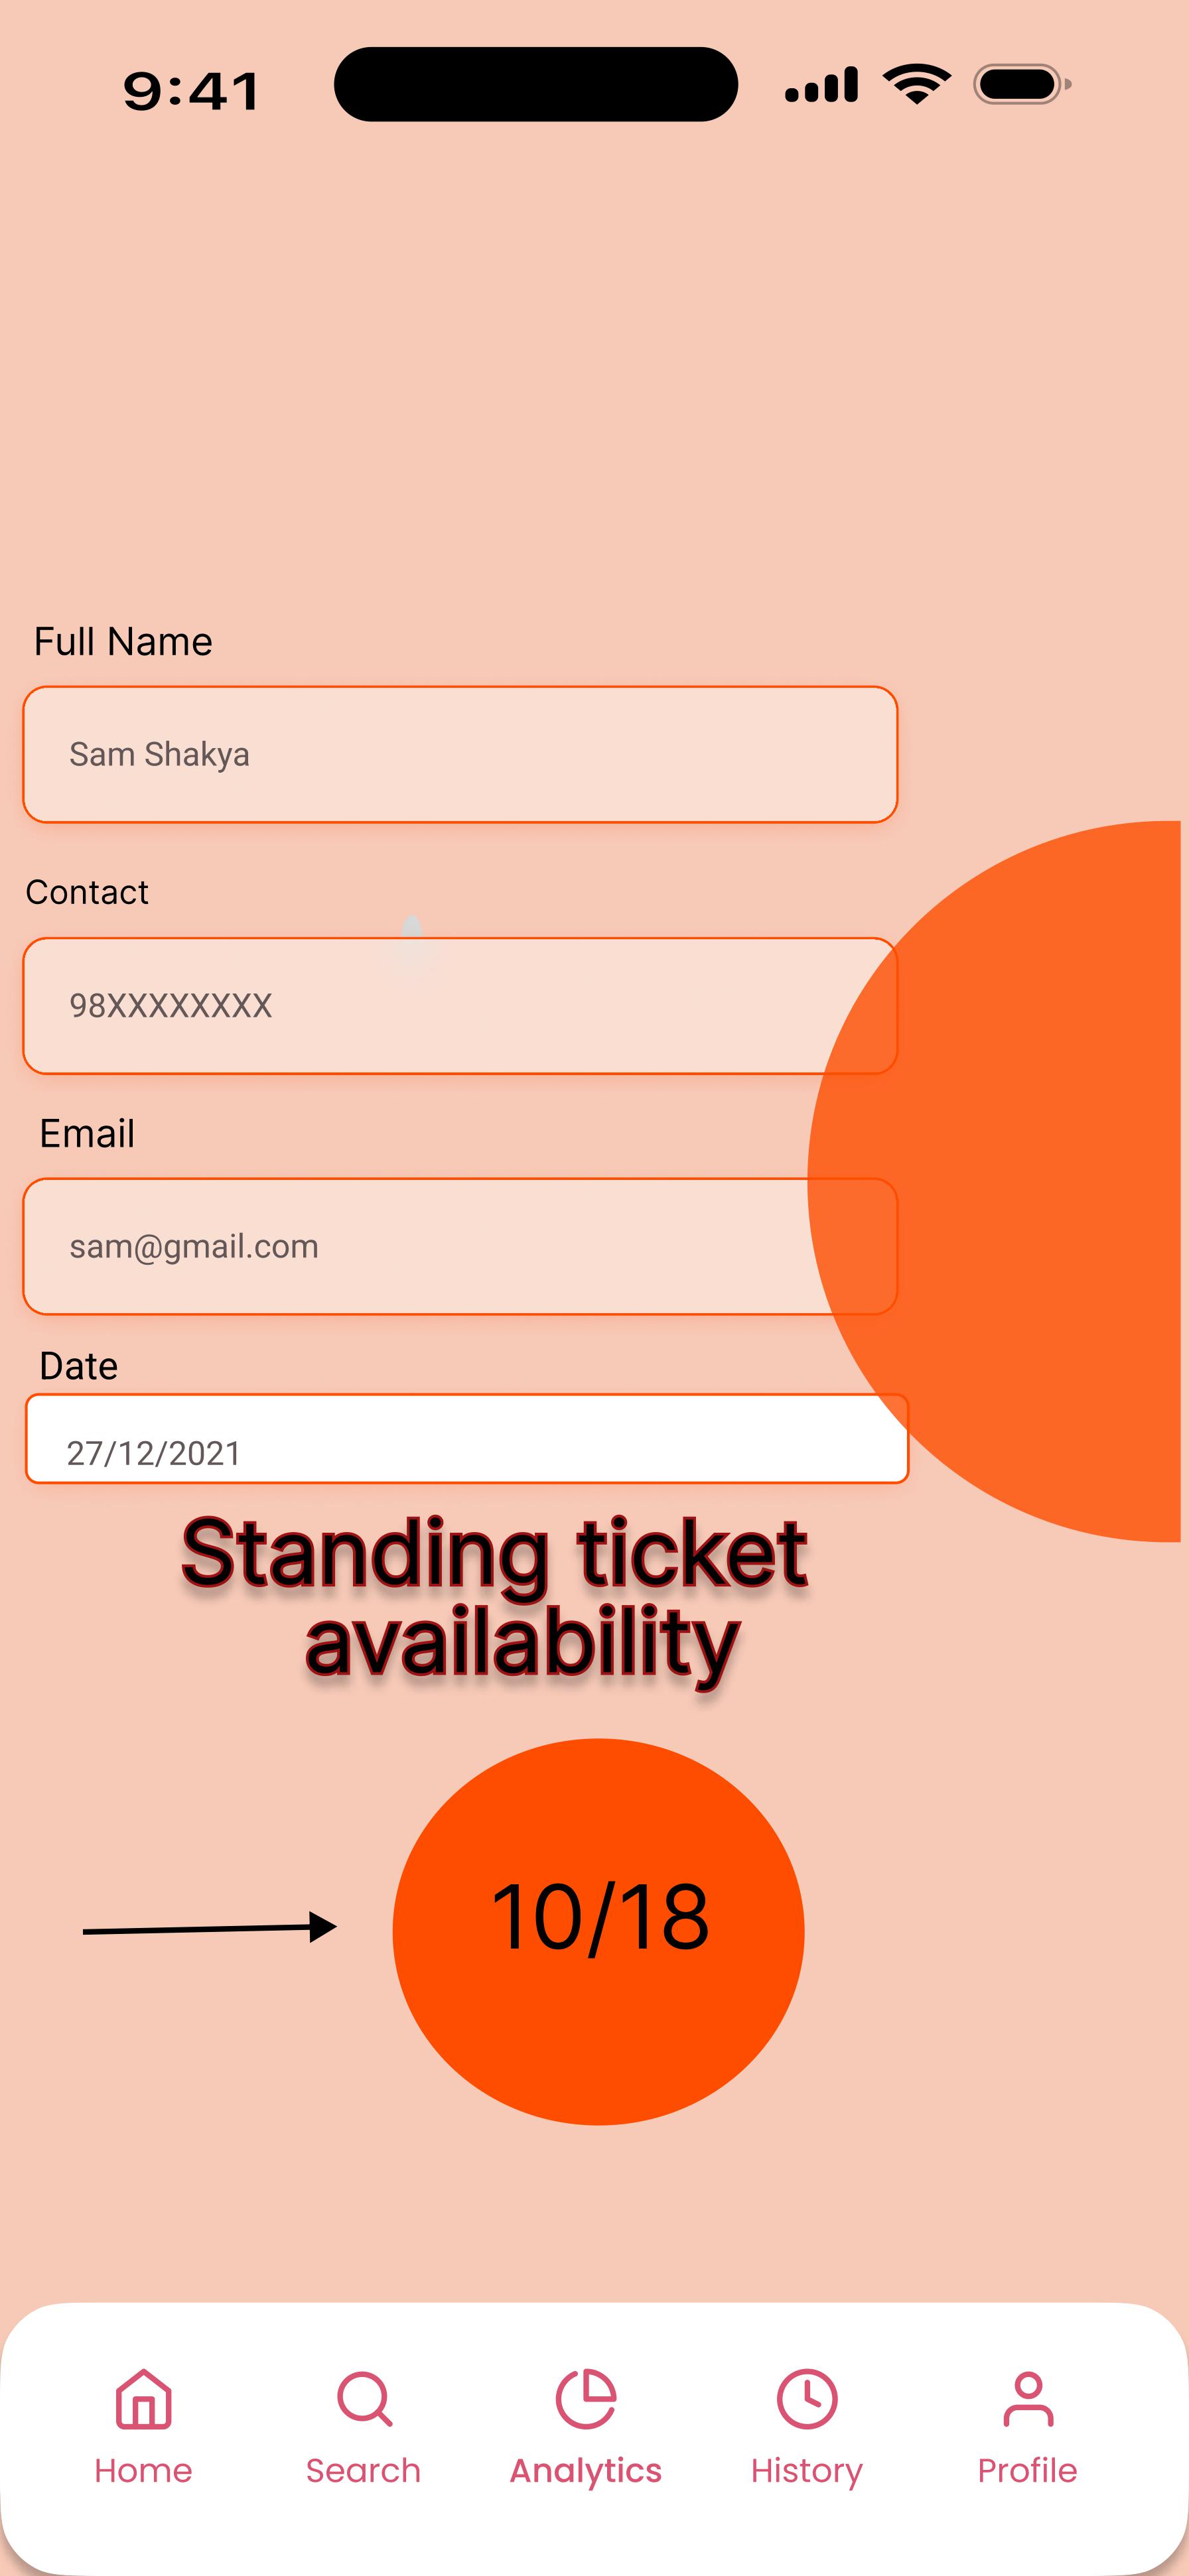 9:41
Full Name
Sam Shakya
Contact
98XXXXXXXX
Email
sam@gmail.com
Date
27/12/2021
Standing ticket
availability
10/18
Home Search Analytics History Profile